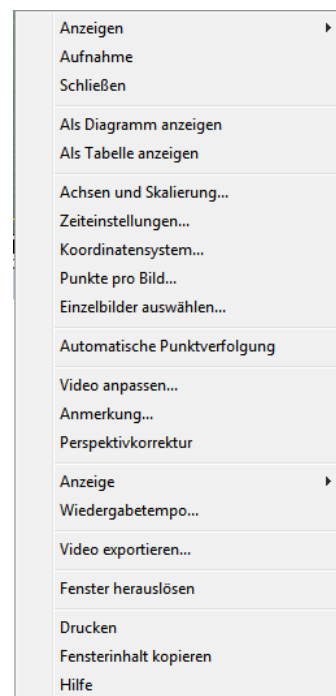 Anzeigen
Aufnahme
Schließen
Als Diagramm anzeigen
Als Tabelle anzeigen
Achsen und Skalierung...
Zeiteinstellungen...
Koordinatensystem...
Punkte pro Bild...
Einzelbilder auswählen...
Automatische Punktverfolgung
Video anpassen...
Anmerkung...
Perspektivkorrektur
Anzeige
Wiedergabetempo...
Video exportieren...
Fenster herauslösen
Drucken
Fensterinhalt kopieren
Hilfe